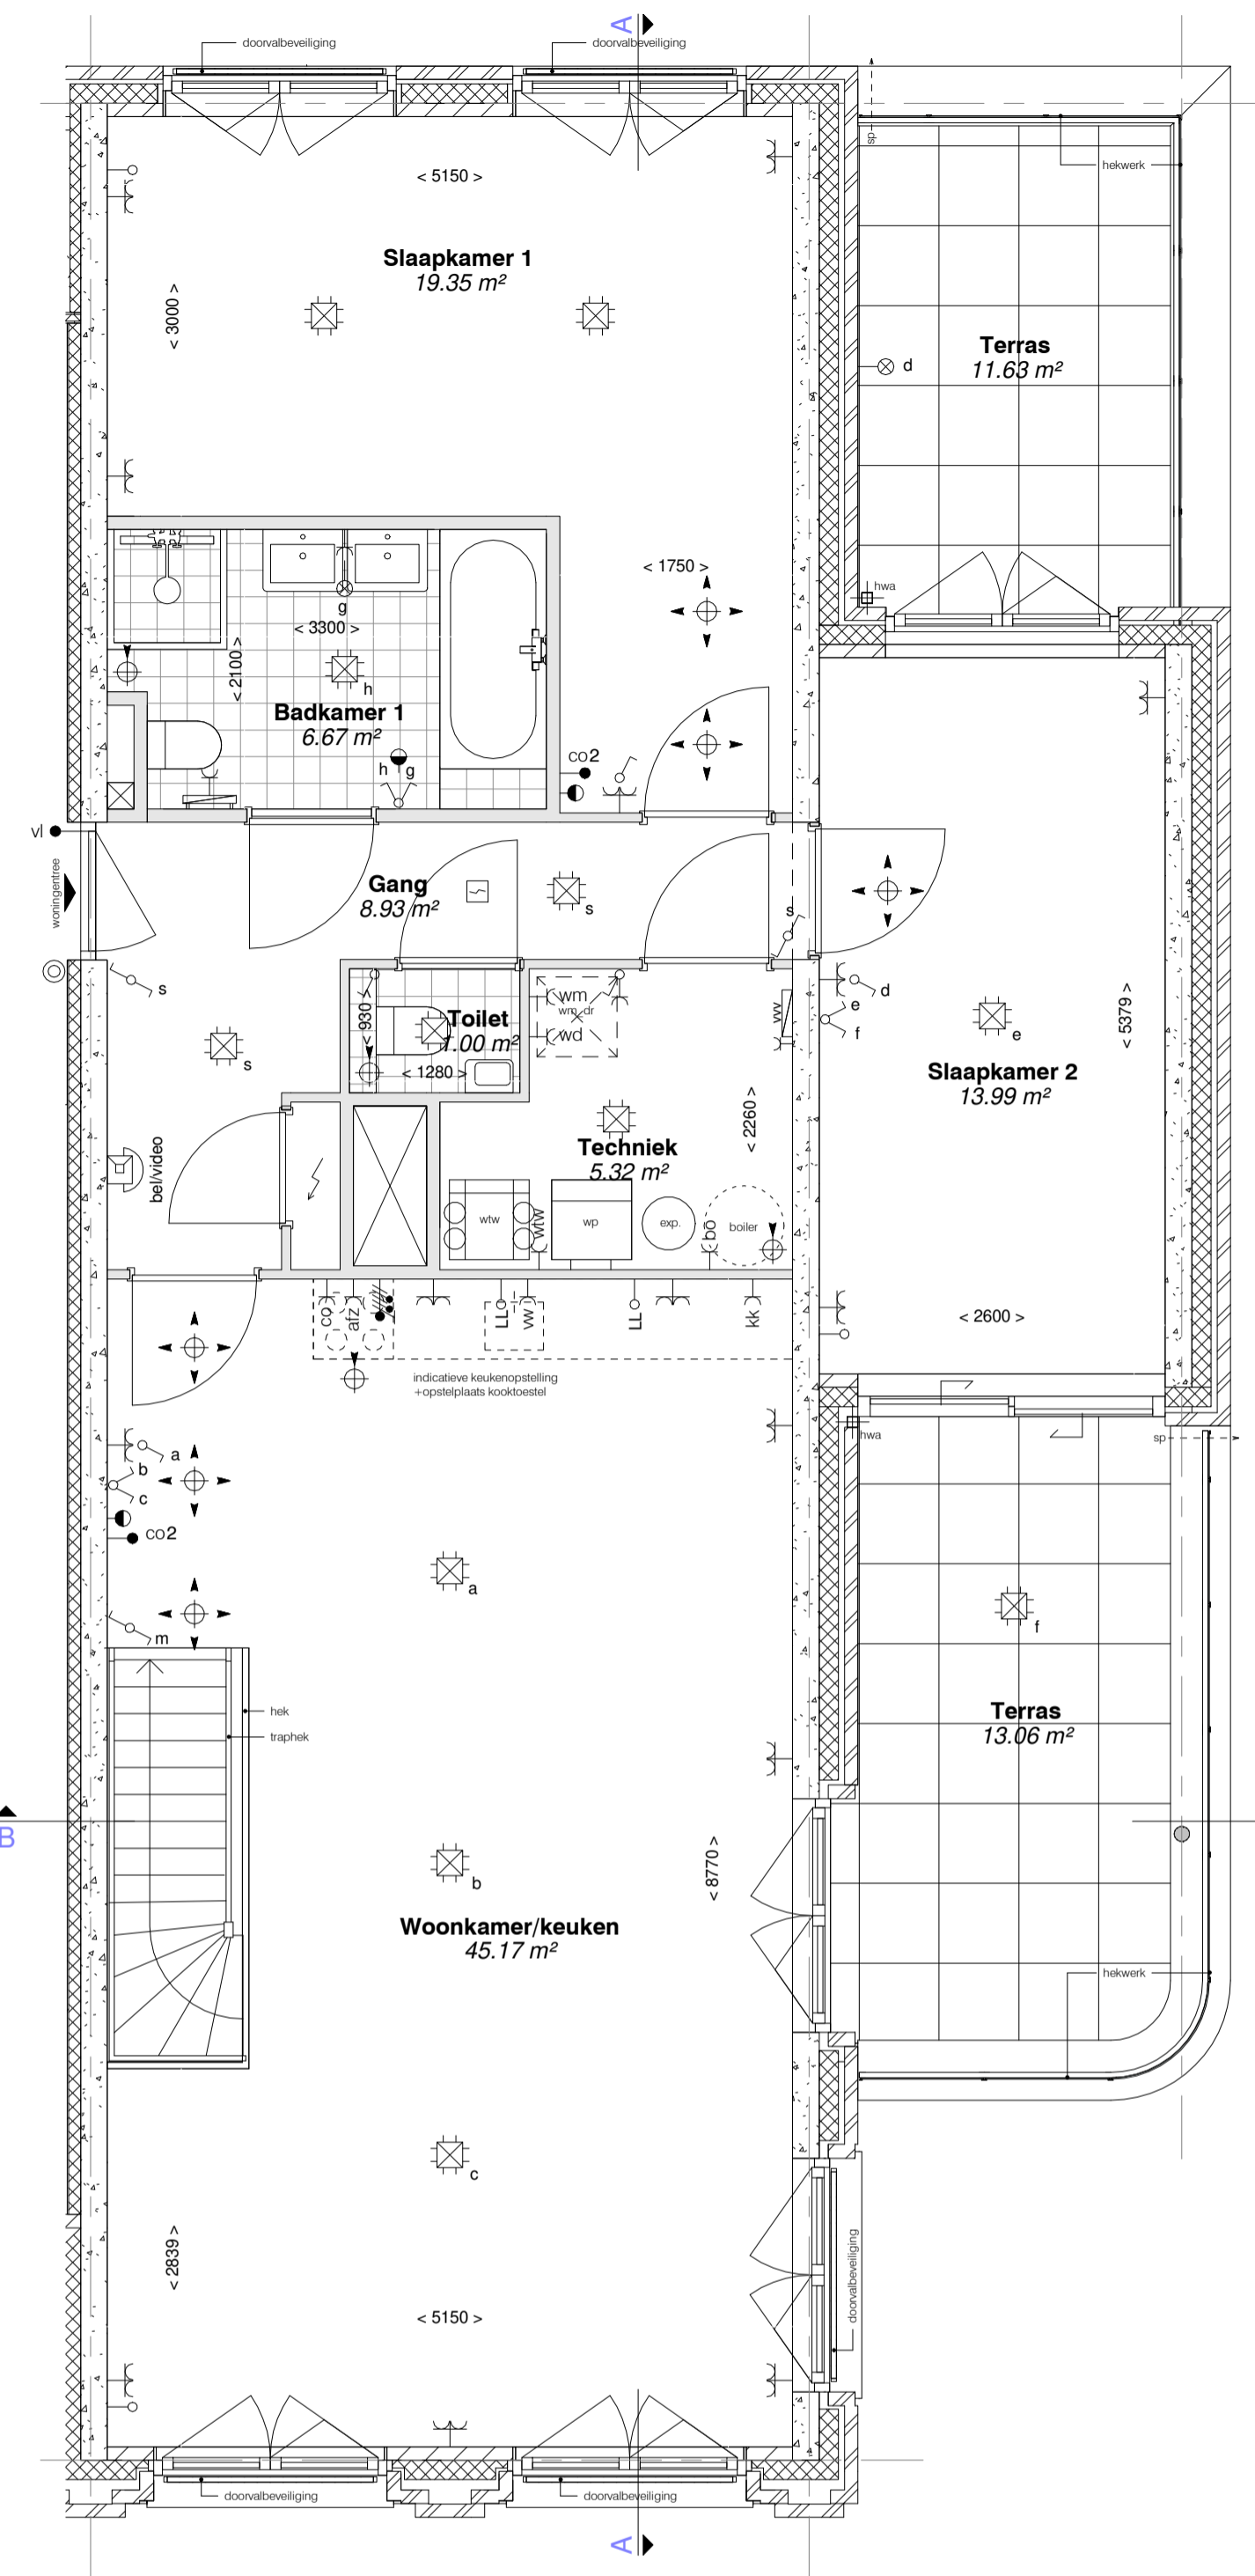 A
doorvalbeveiliging
doorvalbeveiliging
sp
hekwerk
< 5150 >
Slaapkamer 1
19.35 m²
< 3000 >
Terras
11.63 m²
d
< 1750 >
hwa
g
< 3300 >
< 2100 >
h
Badkamer 1
6.67 m²
h g
co2
vl
woningentree
Gang
8.93 m²
s
s
s
d
e
f
wm
wm-dr
wd
vw
< 930 >
Toilet
1.00 m²
< 1280 >
s
e
< 5379 >
Slaapkamer 2
13.99 m²
< 2260 >
Techniek
5.32 m²
bel/video
wtw
wtw
wp
exp.
bo
boiler
co
afz
LL
vw
LL
kk
< 2600 >
indicatieve keukenopstelling
+opstelplaats kooktoestel
hwa
sp
a
b
c
co2
a
m
f
hek
traphek
Terras
13.06 m²
B
< 8770 >
b
Woonkamer/keuken
45.17 m²
hekwerk
c
< 2839 >
doorvalbeveiliging
< 5150 >
doorvalbeveiliging
doorvalbeveiliging
A